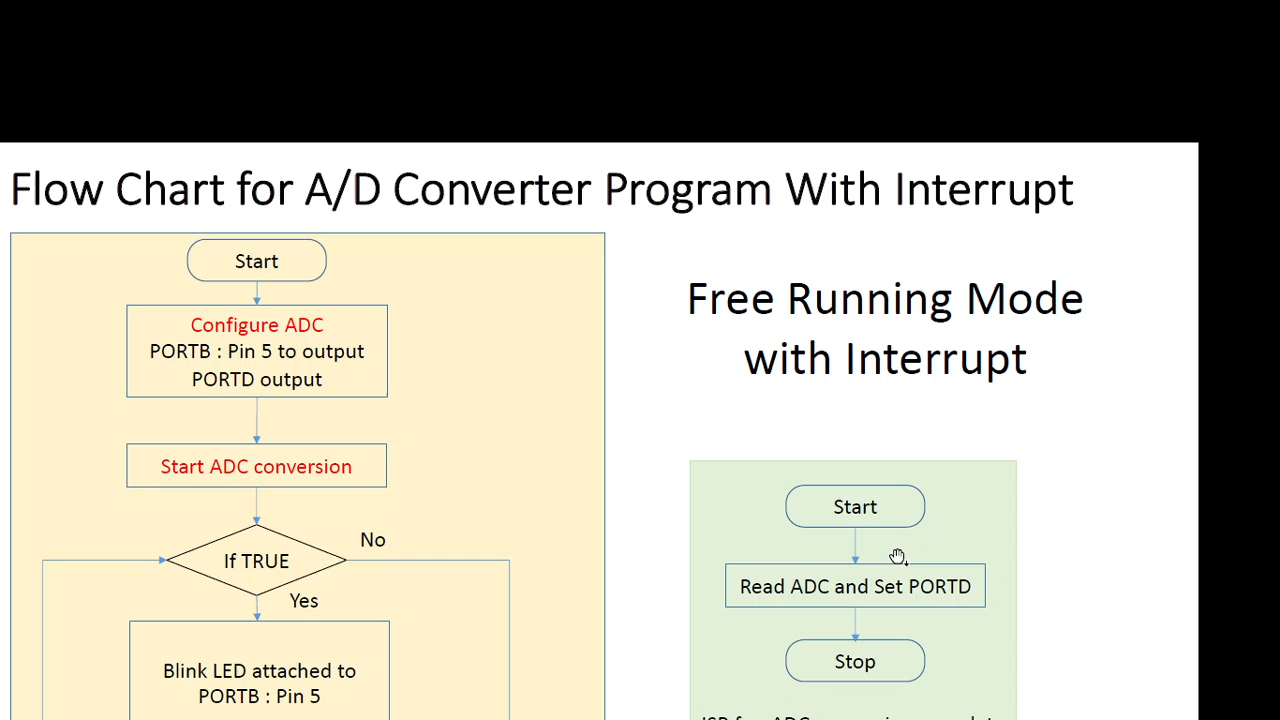 Flow Chart for A/D Converter Program With Interrupt
Start
Configure ADC
PORTB : Pin 5 to output
PORTD output
Start ADC conversion
If TRUE
No
Yes
Blink LED attached to
PORTB : Pin 5
Free Running Mode
with Interrupt
Start
Read ADC and Set PORTD
Stop